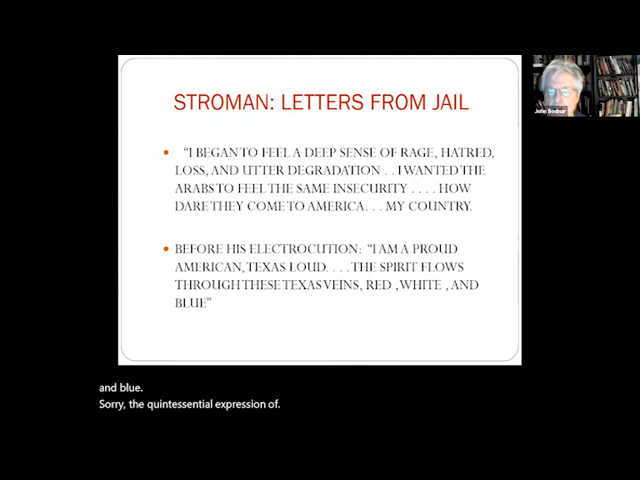 STROMAN: LETTERS FROM JAIL
John Bodnar
• "I BEGAN TO FEEL A DEEP SENSE OF RAGE, HATRED,
LOSS, AND UTTER DEGRADATION . . I WANTED THE
ARABS TO FEEL THE SAME INSECURITY . . . . HOW
DARE THEY COME TO AMERICA. . . MY COUNTRY.
• BEFORE HIS ELECTROCUTION: "I AM A PROUD
AMERICAN, TEXAS LOUD. . . . THE SPIRIT FLOWS
THROUGH THESE TEXAS VEINS, RED ,WHITE , AND
BLUE"
and blue.
Sorry, the quintessential expression of.